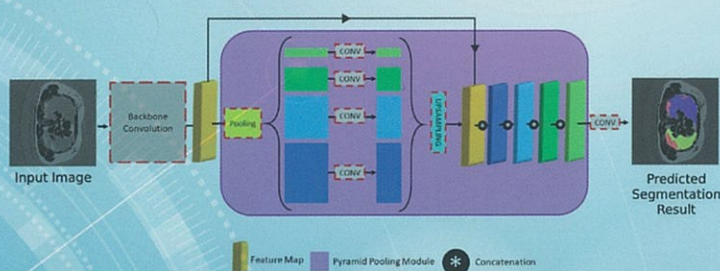 Input Image
Backbone
Convolution
Pooling
CONV
CONV
CONV
CONV
UPSAMPLING
CONV
Predicted
Segmentation
Result
Feature Map
Pyramid Pooling Module
Concatenation